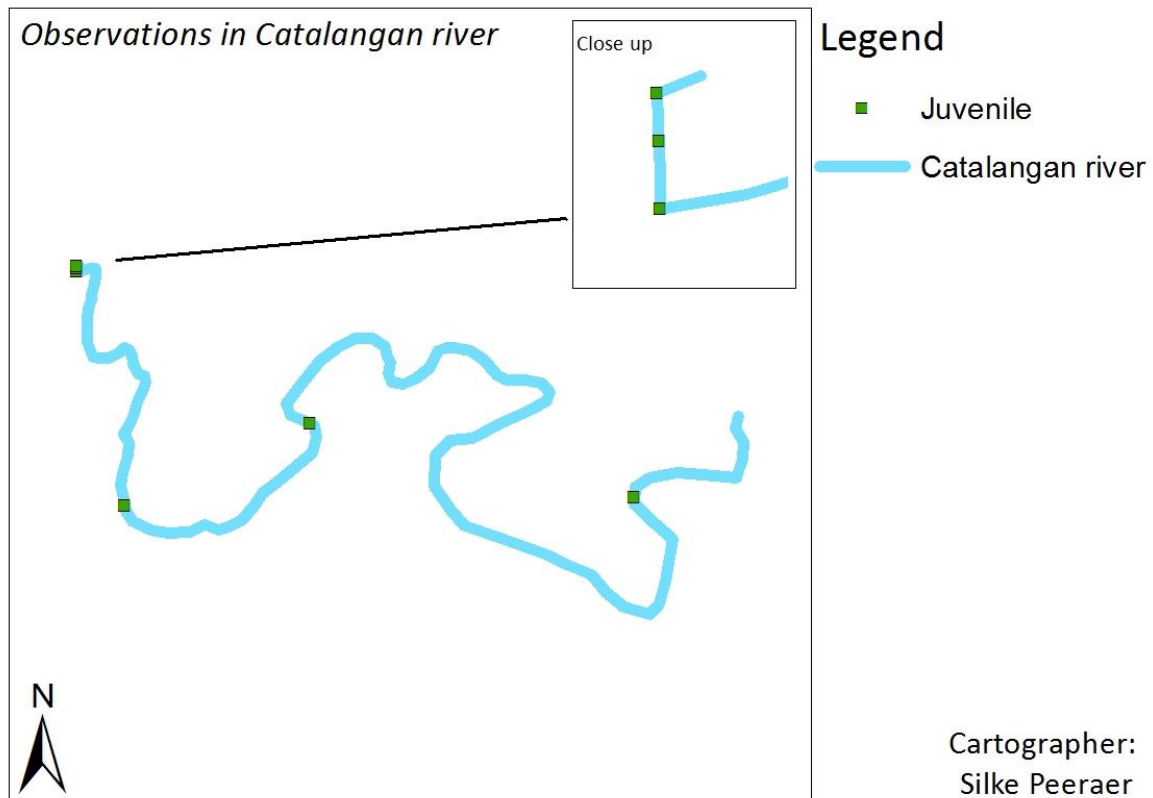 Observations in Catalangan river
Close up
Legend
Juvenile
Catalangan river
N
Cartographer:
Silke Peeraer